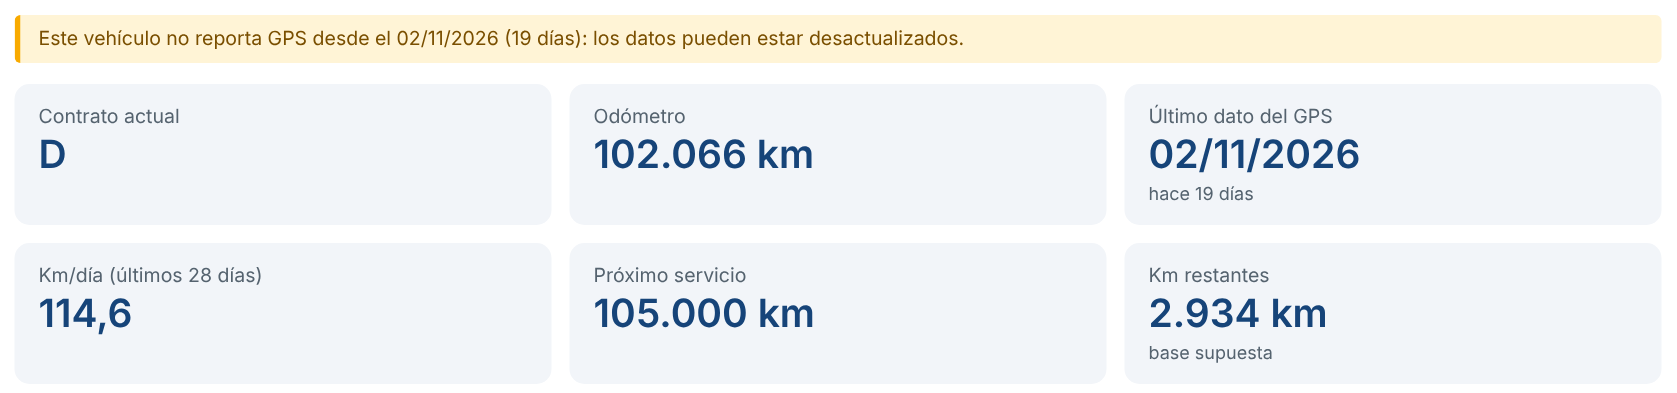 Este vehículo no reporta GPS desde el 02/11/2026 (19 días): los datos pueden estar desactualizados.
Contrato actual
D
Odómetro
102.066 km
Último dato del GPS
02/11/2026
hace 19 días
Km/día (últimos 28 días)
114,6
Próximo servicio
105.000 km
Km restantes
2.934 km
base supuesta